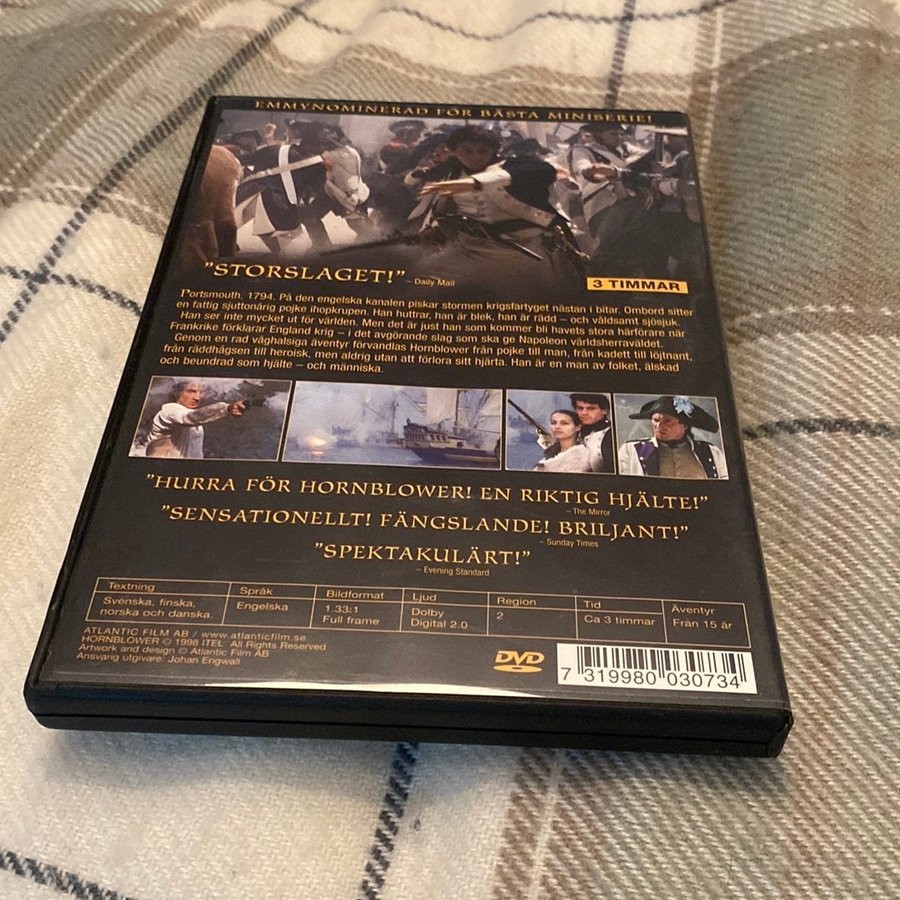 EMMYNOMINERAD FÖR BÄSTA MINISERIE!
"STORSLAGET!" – Daily Mail
3 TIMMAR
Portsmouth, 1794. På den engelska kanalen piskar stormen krigsfartyget nästan i bitar. Ombord sitter
en fattig sjuttonårig pojke ihopkrupen. Han huttrar, han är blek, han är rädd – och våldsamt sjösjuk.
Han ser inte mycket ut för världen. Men det är just han som kommer bli havets stora härförare när
Frankrike förklarar England krig – i det avgörande slag som ska ge Napoleon världsherraväldet.
Genom en rad våghalsiga äventyr förvandlas Hornblower från pojke till man, från kadett till löjtnant,
från räddhågsen till heroisk, men aldrig utan att förlora sitt hjärta. Han är en man av folket, älskad
och beundrad som hjälte – och människa.
"HURRA FÖR HORNBLOWER! EN RIKTIG HJÄLTE!"
– The Mirror
"SENSATIONELLT! FÄNGSLANDE! BRILJANT!"
– Sunday Times
"SPEKTAKULÄRT!"
– Evening Standard
Textning Språk Bildformat Ljud Region Tid Äventyr
Svenska, finska, Engelska 1.33:1 Dolby 2 Ca 3 timmar Från 15 år
norska och danska. Full frame Digital 2.0
ATLANTIC FILM AB / www.atlanticfilm.se
HORNBLOWER © 1998 ITEL All Rights Reserved
Artwork and design © Atlantic Film AB
Ansvarig utgivare: Johan Engwall
DVD
7 319980 030734